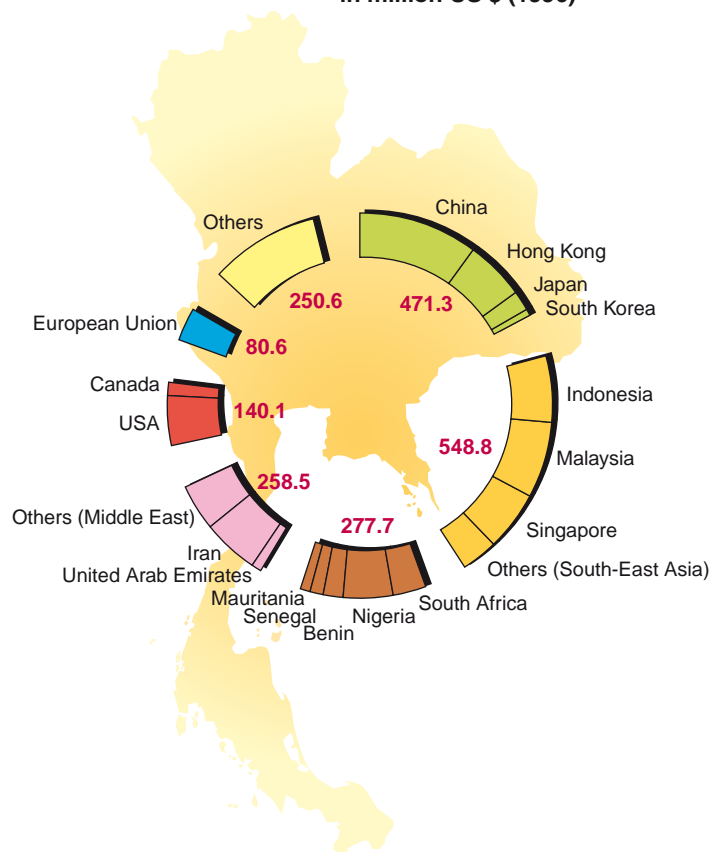 China
Others
Hong Kong
Japan
250.6
471.3
South Korea
European Union
80.6
Canada
Indonesia
140.1
USA
548.8
Malaysia
258.5
Others (Middle East)
277.7
Singapore
Iran
Others (South-East Asia)
United Arab Emirates
Mauritania
South Africa
Senegal
Nigeria
Benin